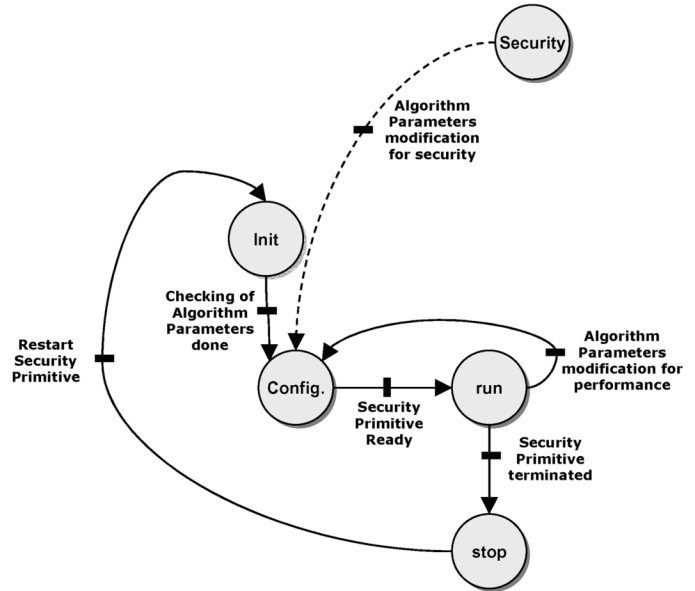 Security
Algorithm
Parameters
modification
for security
Init
Checking of
Algorithm
Parameters
done
Restart
Security
Primitive
Algorithm
Parameters
modification for
performance
Config.
run
Security
Primitive
Ready
Security
Primitive
terminated
stop